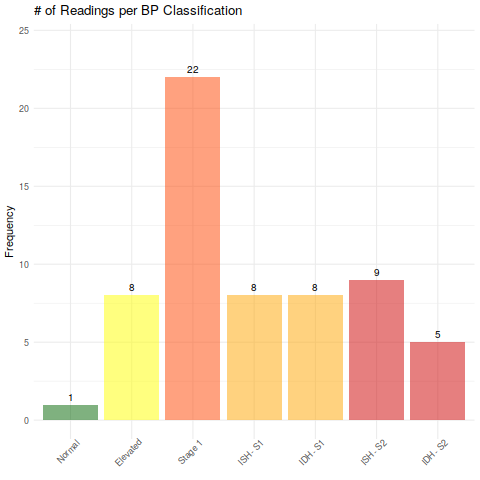 # of Readings per BP Classification
25
20
15
10
5
0
Frequency
1
8
22
8
8
9
5
Normal
Elevated
Stage 1
ISH - S1
IDH - S1
ISH - S2
IDH - S2